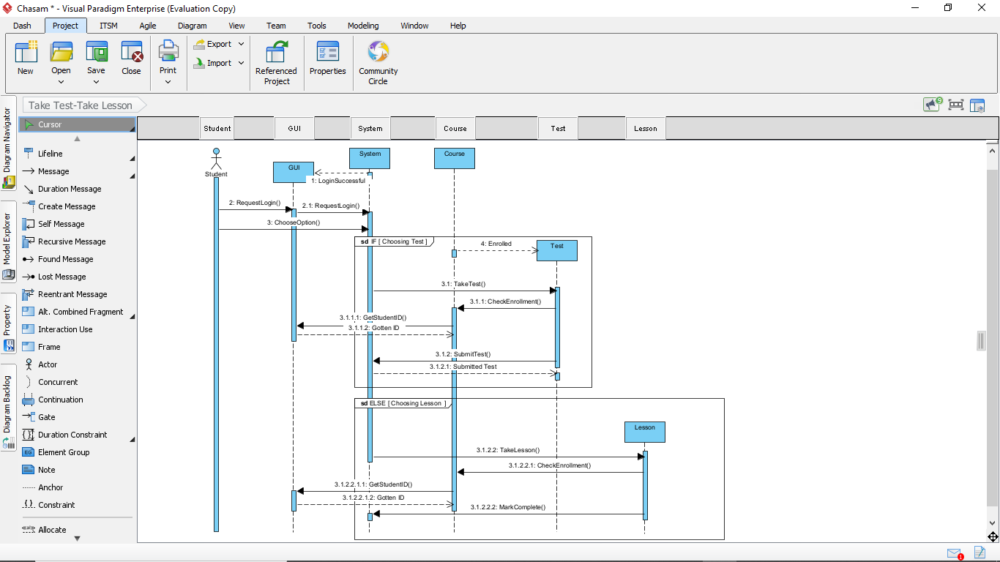 Chasam * - Visual Paradigm Enterprise (Evaluation Copy)
Dash Project ITSM Agile Diagram View Team Tools Modeling Window Help
New Open Save Close Print Export Import Referenced Project Properties Community Circle
Take Test-Take Lesson
9
Diagram Navigator
Model Explorer
Property
Diagram Backlog
Cursor
Lifeline
Message
Duration Message
Create Message
Self Message
Recursive Message
Found Message
Lost Message
Reentrant Message
Alt. Combined Fragment
Interaction Use
Frame
Actor
Concurrent
Continuation
Gate
Duration Constraint
EG Element Group
Note
Anchor
{..} Constraint
Allocate
Student GUI System Course Test Lesson
System Course
GUI
Student
1: LoginSuccessful
2: RequestLogin() 2.1: RequestLogin()
3: ChooseOption()
sd IF [ Choosing Test ]
4: Enrolled
Test
3.1: TakeTest()
3.1.1: CheckEnrollment()
3.1.1.1: GetStudentID()
3.1.1.2: Gotten ID
3.1.2: SubmitTest()
3.1.2.1: Submitted Test
sd ELSE [ Choosing Lesson ]
Lesson
3.1.2.2: TakeLesson()
3.1.2.2.1: CheckEnrollment()
3.1.2.2.1.1: GetStudentID()
3.1.2.2.1.2: Gotten ID
3.1.2.2.2: MarkComplete()
1